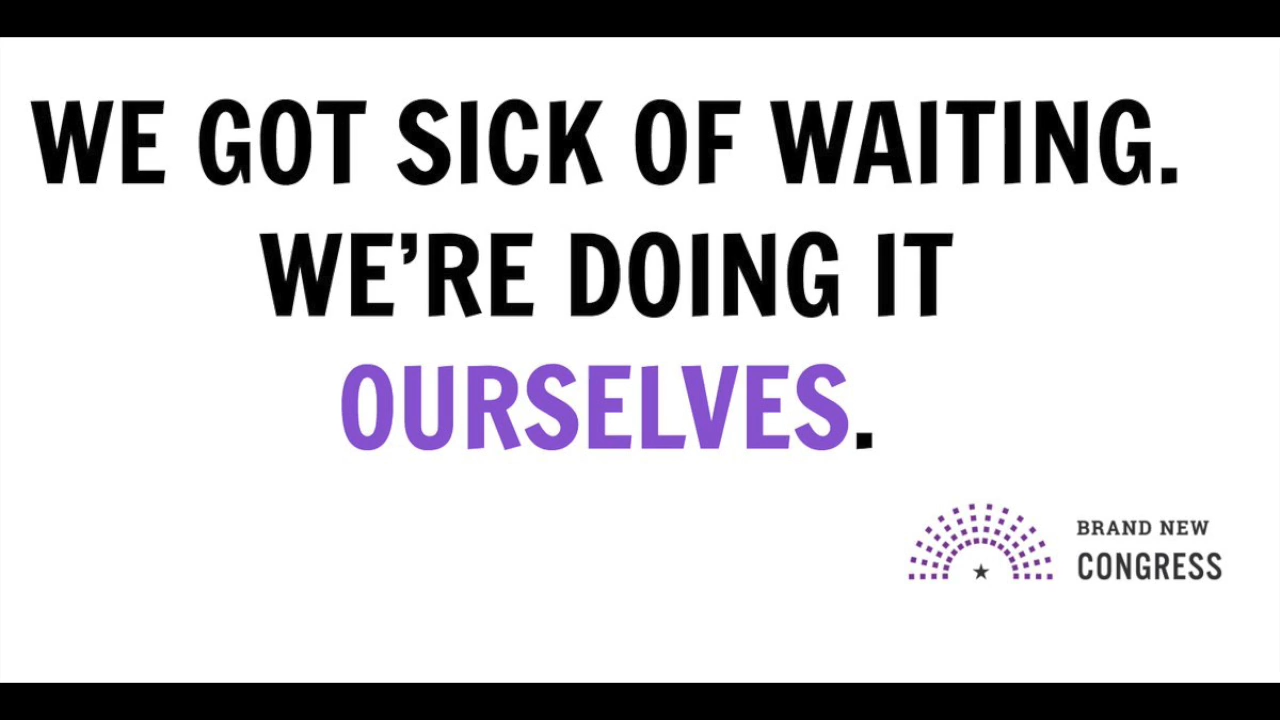 WE GOT SICK OF WAITING.
WE’RE DOING IT
OURSELVES.
BRAND NEW
CONGRESS